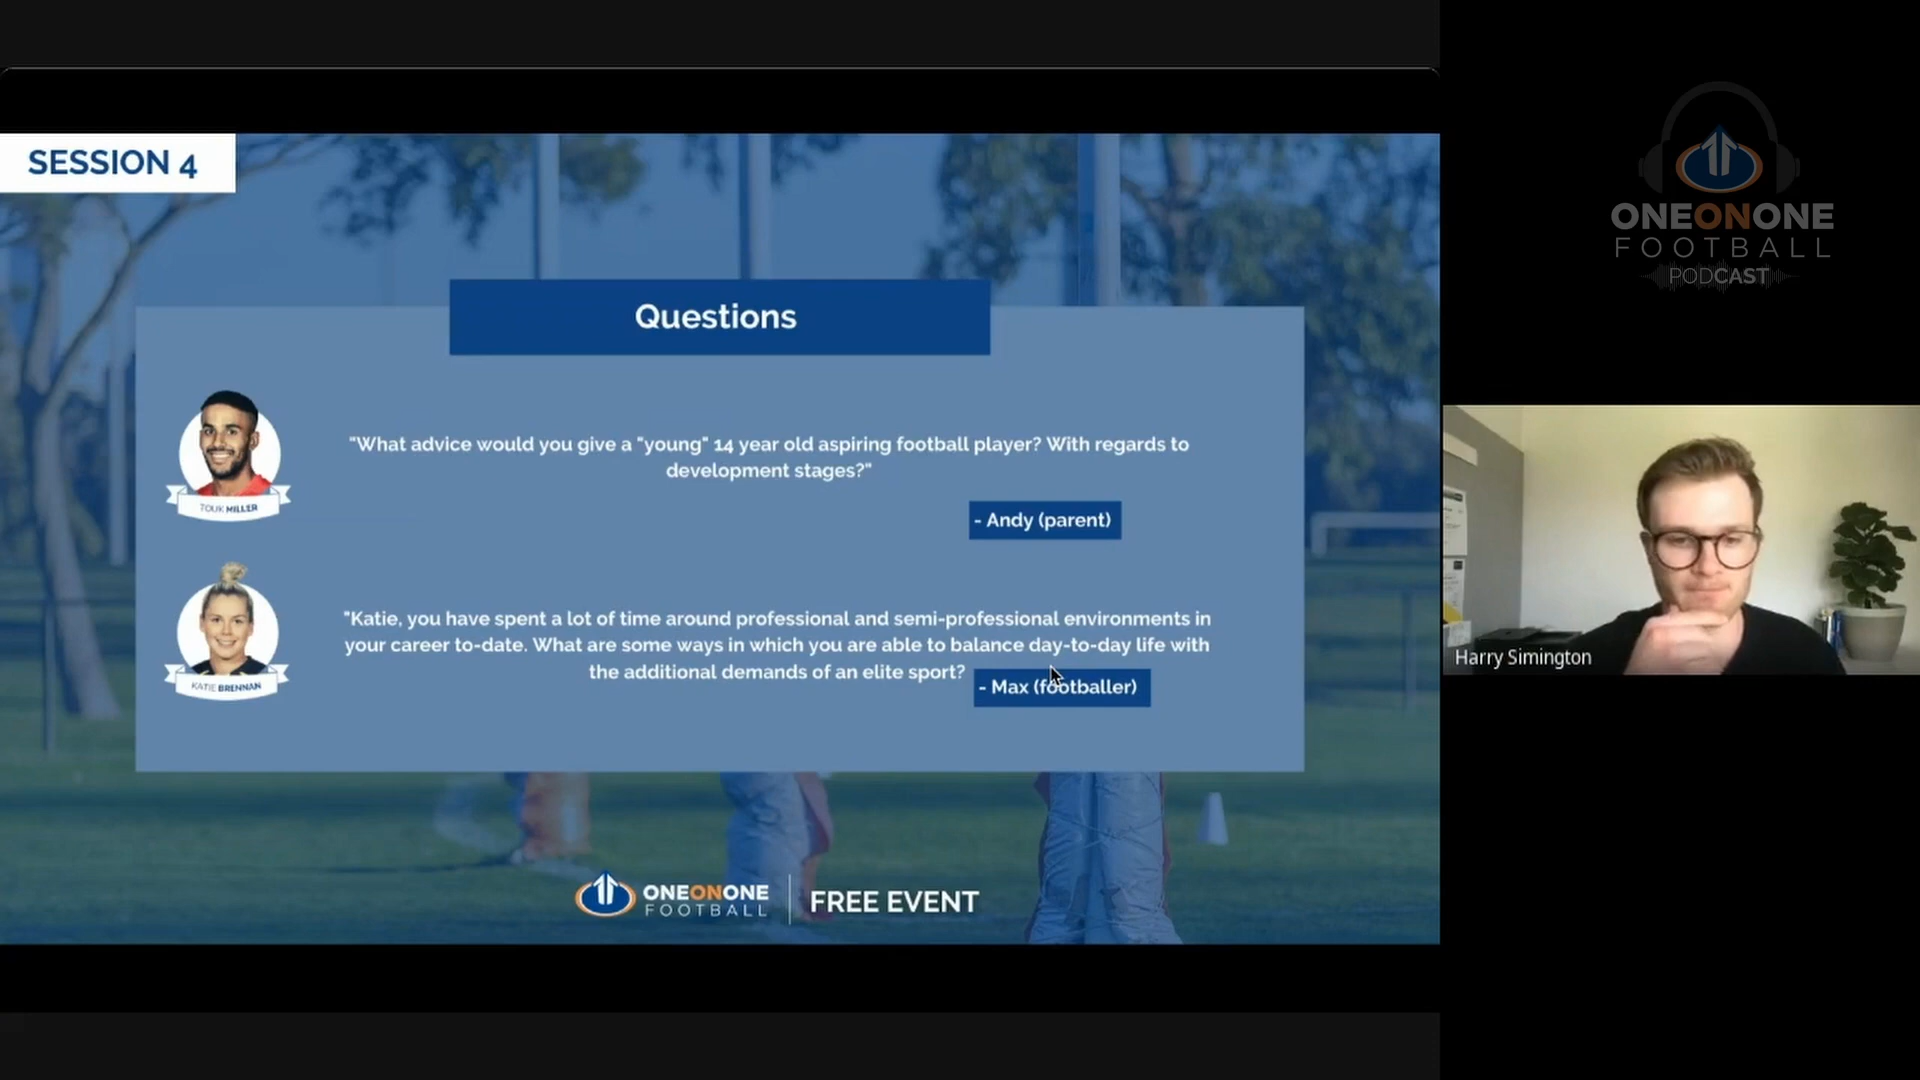 SESSION 4
Questions
"What advice would you give a "young" 14 year old aspiring football player? With regards to
development stages?"
- Andy (parent)
TOUK MILLER
"Katie, you have spent a lot of time around professional and semi-professional environments in
your career to-date. What are some ways in which you are able to balance day-to-day life with
the additional demands of an elite sport?
- Max (footballer)
KATIE BRENNAN
ONEONONE
FOOTBALL
FREE EVENT
ONEONONE
FOOTBALL
PODCAST
Harry Simington